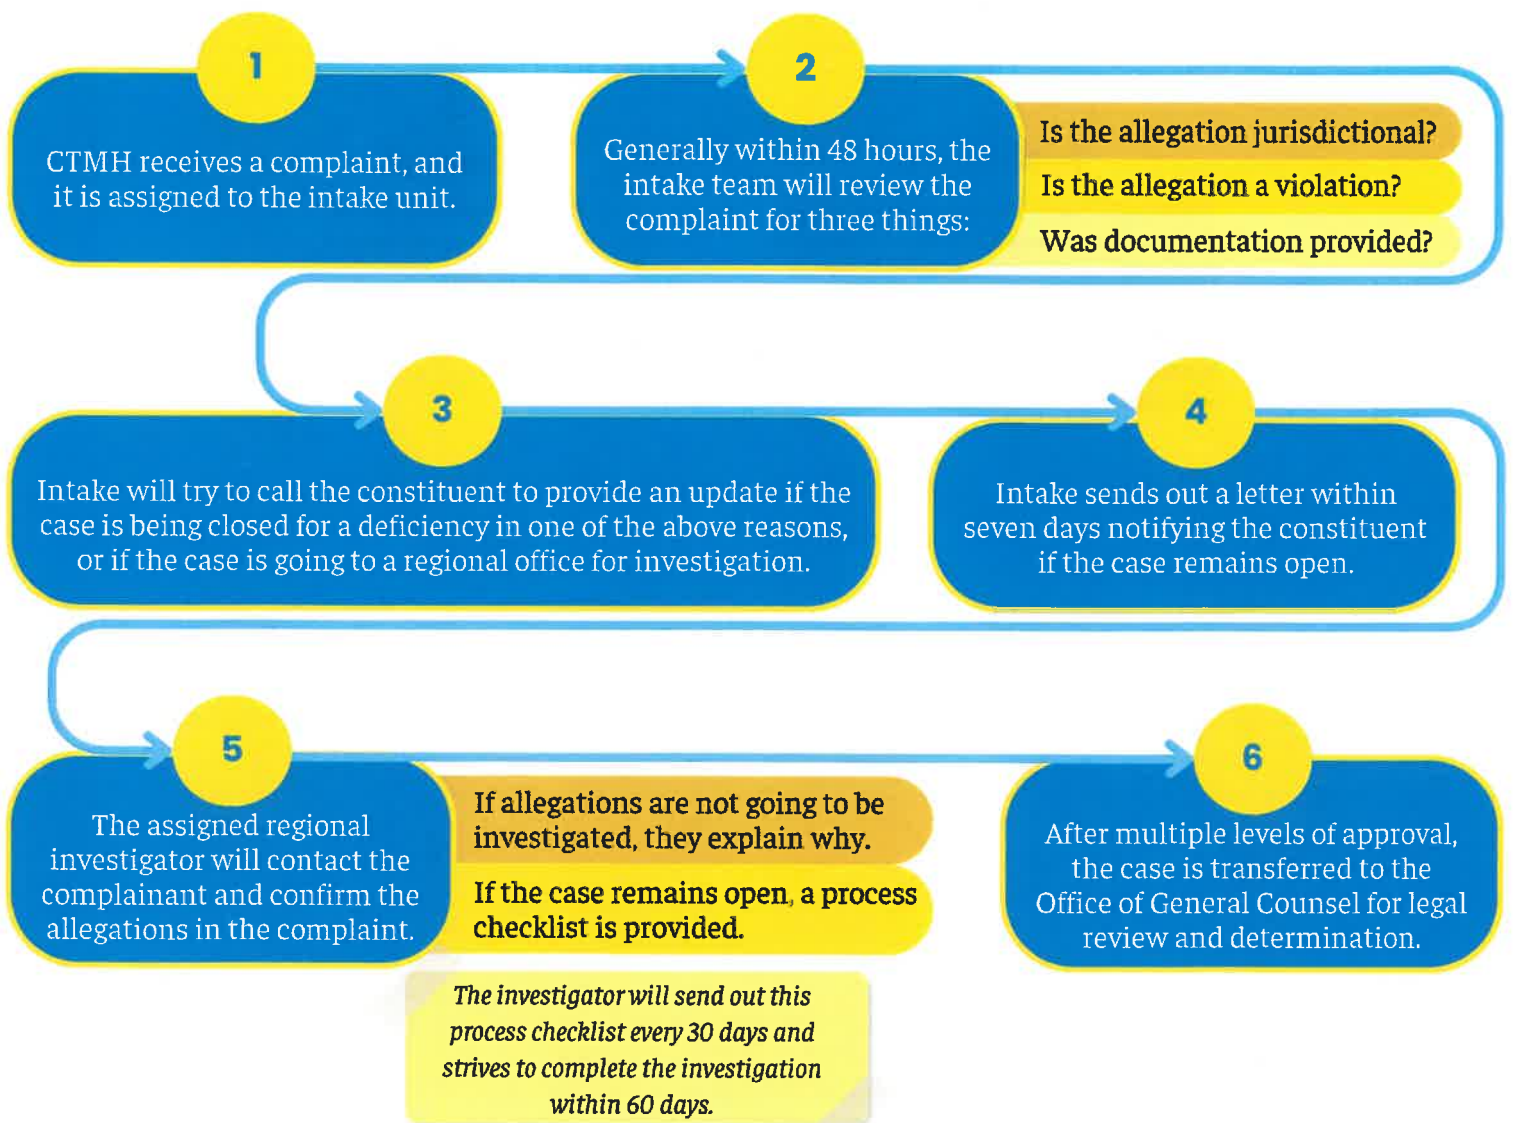 1
CTMH receives a complaint, and
it is assigned to the intake unit.
2
Generally within 48 hours, the
intake team will review the
complaint for three things:
Is the allegation jurisdictional?
Is the allegation a violation?
Was documentation provided?
3
Intake will try to call the constituent to provide an update if the
case is being closed for a deficiency in one of the above reasons,
or if the case is going to a regional office for investigation.
4
Intake sends out a letter within
seven days notifying the constituent
if the case remains open.
5
The assigned regional
investigator will contact the
complainant and confirm the
allegations in the complaint.
If allegations are not going to be
investigated, they explain why.
If the case remains open, a process
checklist is provided.
The investigator will send out this
process checklist every 30 days and
strives to complete the investigation
within 60 days.
6
After multiple levels of approval,
the case is transferred to the
Office of General Counsel for legal
review and determination.